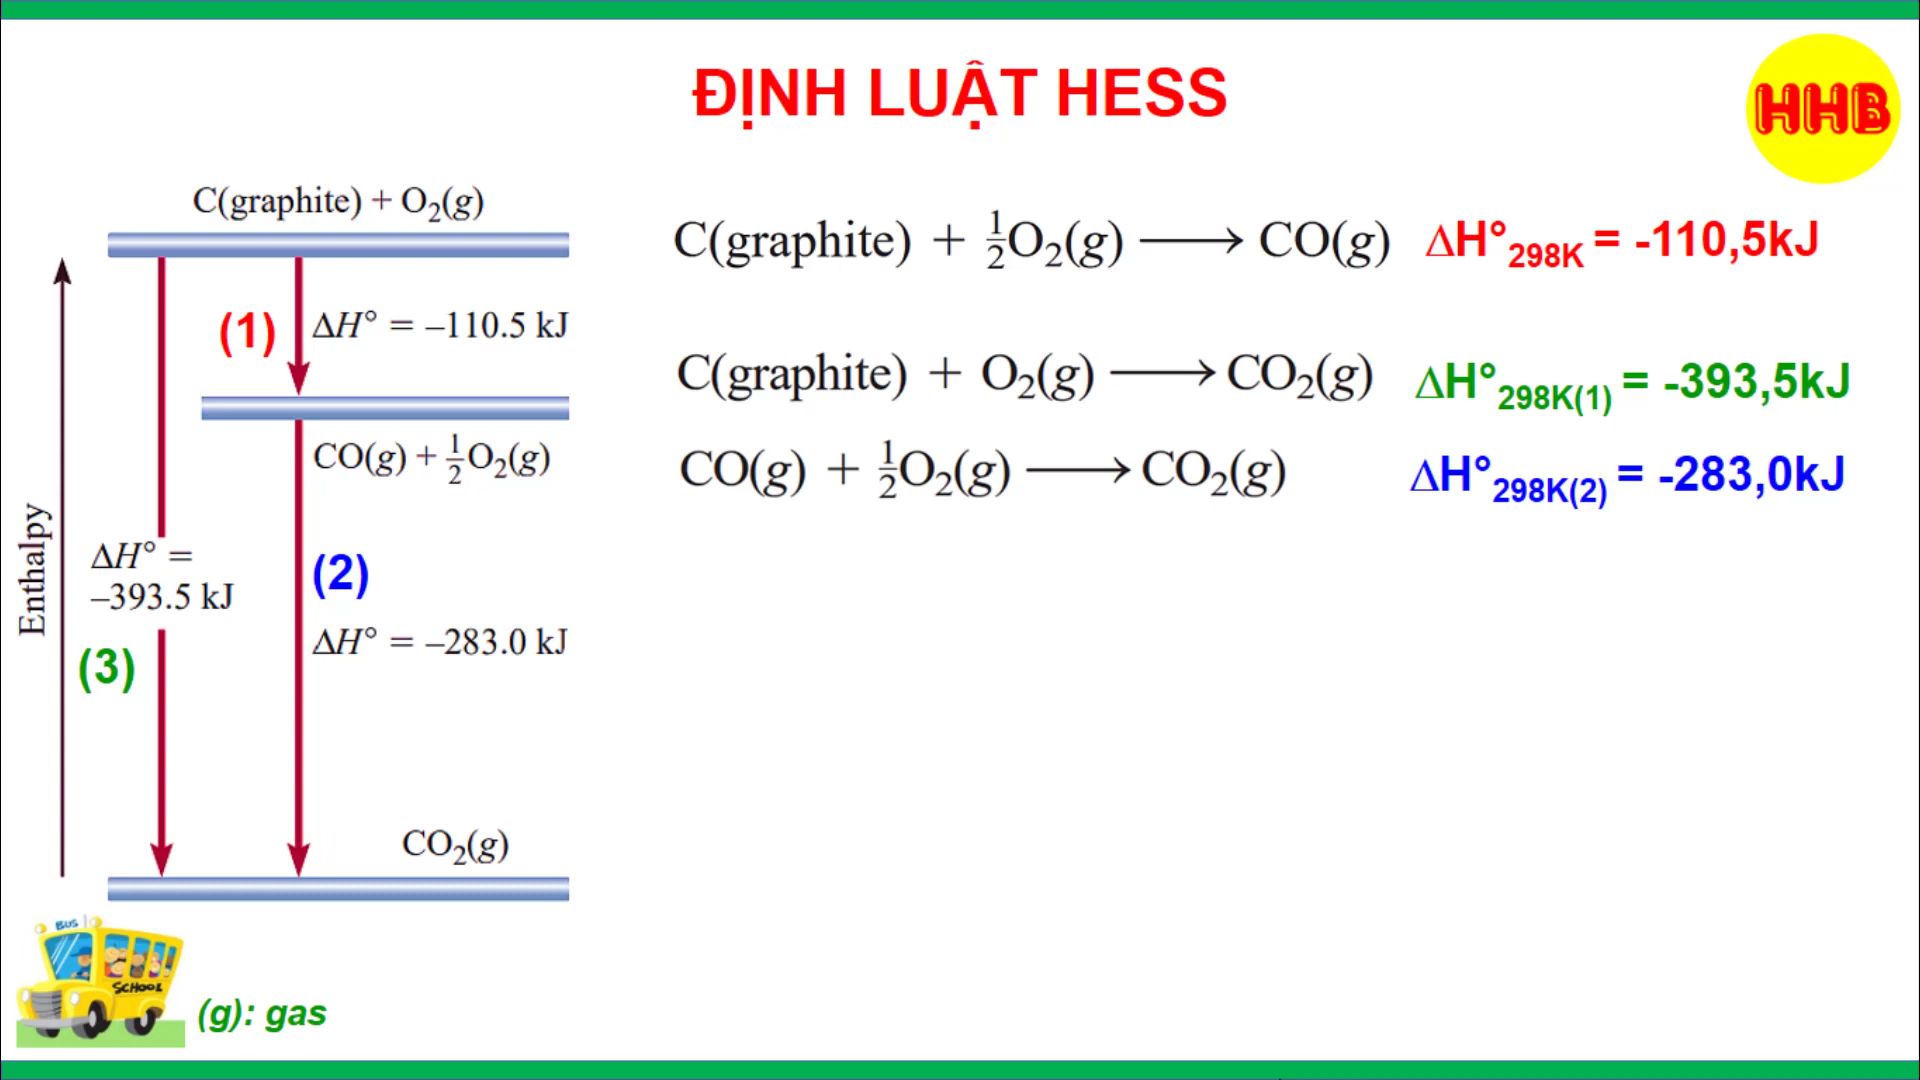 ĐỊNH LUẬT HESS
HHB
C(graphite) + O₂(g)
(1)
ΔH° = –110.5 kJ
CO(g) + ½O₂(g)
Enthalpy
ΔH° =
–393.5 kJ
(3)
(2)
ΔH° = –283.0 kJ
CO₂(g)
C(graphite) + ½O₂(g) ⟶ CO(g) ΔH°₂₉₈K = -110,5kJ
C(graphite) + O₂(g) ⟶ CO₂(g) ΔH°₂₉₈K(1) = -393,5kJ
CO(g) + ½O₂(g) ⟶ CO₂(g) ΔH°₂₉₈K(2) = -283,0kJ
BUS
SCHOOL
(g): gas